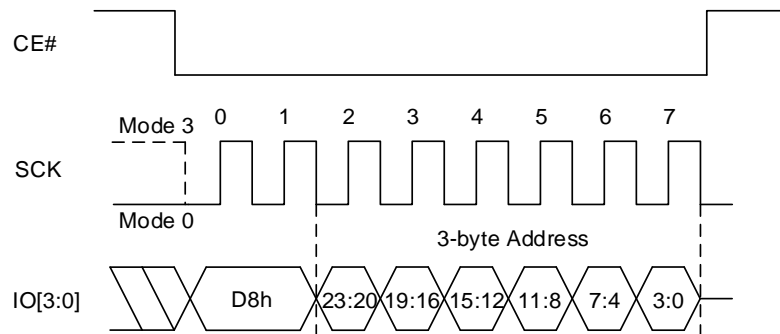 CE#
Mode 3 0 1 2 3 4 5 6 7
SCK
Mode 0
3-byte Address
IO[3:0] D8h 23:20 19:16 15:12 11:8 7:4 3:0